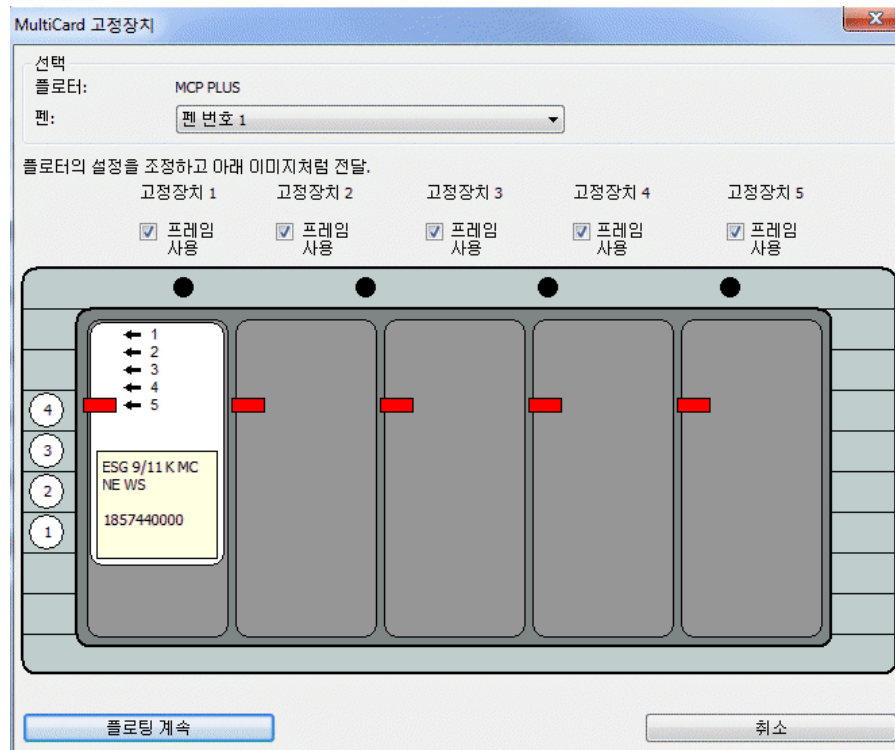 MultiCard 고정장치
선택
플로터: MCP PLUS
펜: 펜 번호 1
플로터의 설정을 조정하고 아래 이미지처럼 전달.
고정장치 1 고정장치 2 고정장치 3 고정장치 4 고정장치 5
프레임 프레임 프레임 프레임 프레임
사용 사용 사용 사용 사용
1
2
3
4
5
4
3
2
1
ESG 9/11 K MC
NE WS
1857440000
플로팅 계속 취소